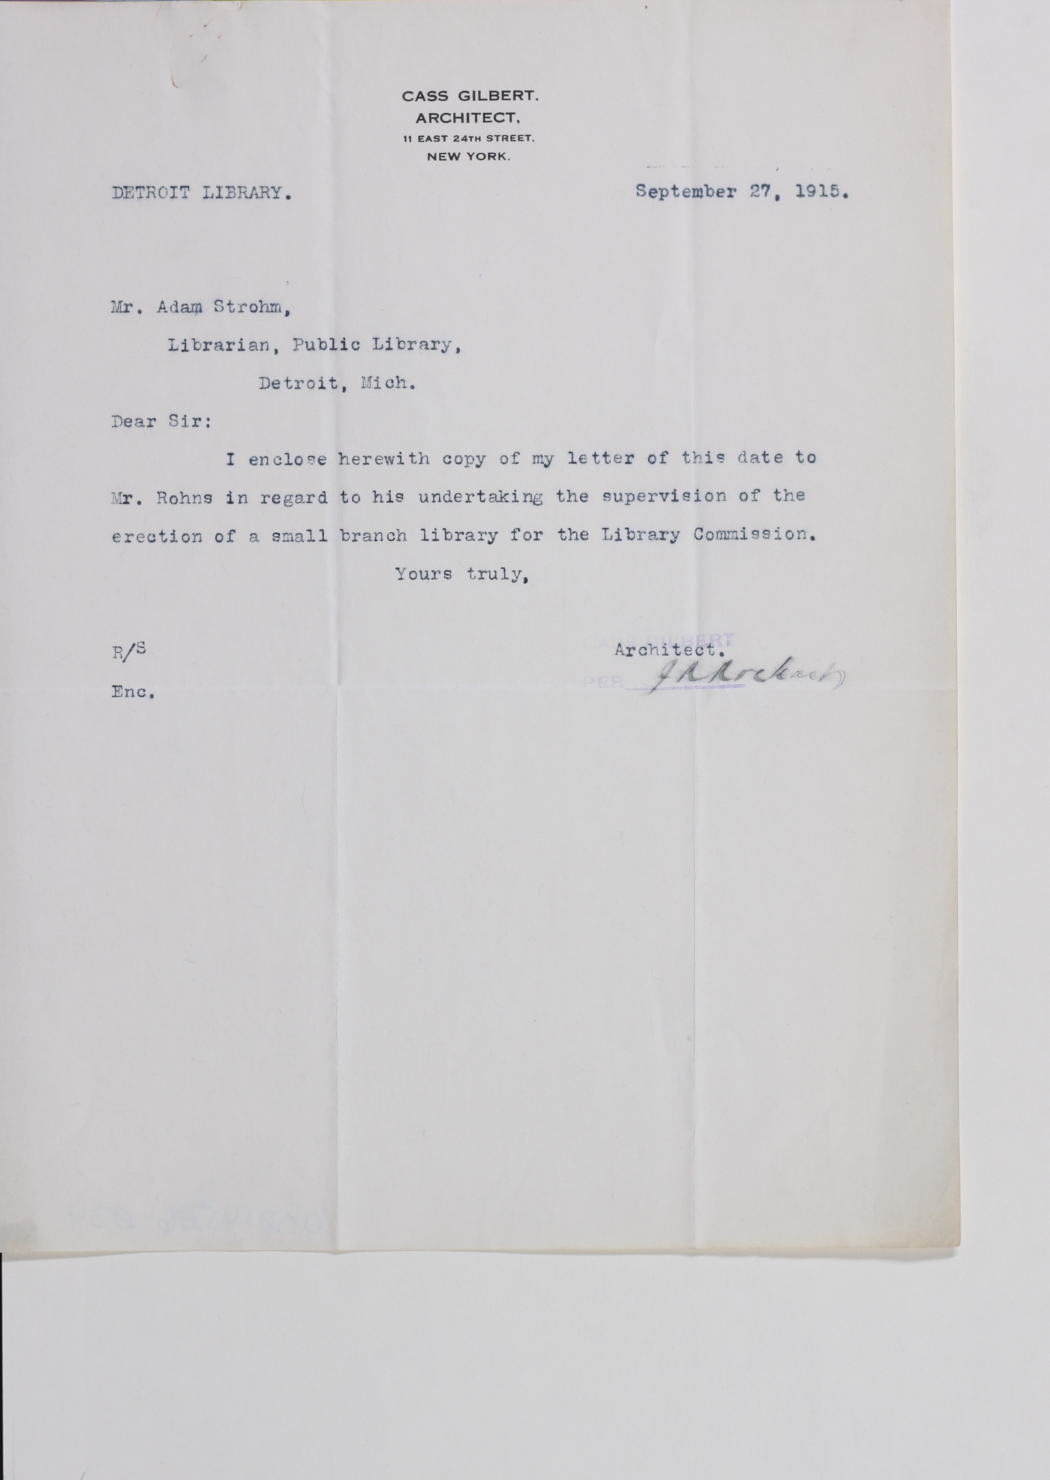 CASS GILBERT.
ARCHITECT,
11 EAST 24TH STREET,
NEW YORK.
DETROIT LIBRARY. September 27, 1915.
Mr. Adam Strohm,
Librarian, Public Library,
Detroit, Mich.
Dear Sir:
I enclose herewith copy of my letter of this date to
Mr. Rohns in regard to his undertaking the supervision of the
erection of a small branch library for the Library Commission.
Yours truly,
CASS GILBERT
R/S Architect.
PER
Enc.